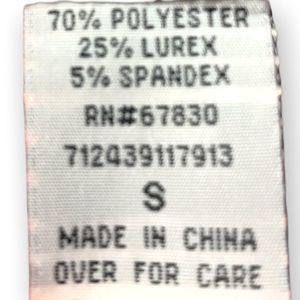 70% POLYESTER
25% LUREX
5% SPANDEX
RN#67830
712439117913
S
MADE IN CHINA
OVER FOR CARE